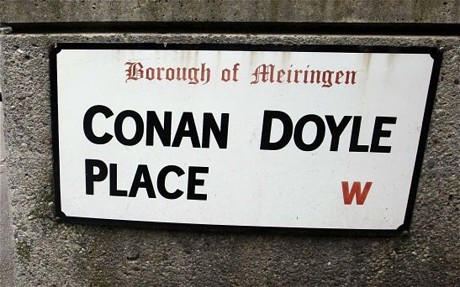 Borough of Meiringen
CONAN DOYLE
PLACE W